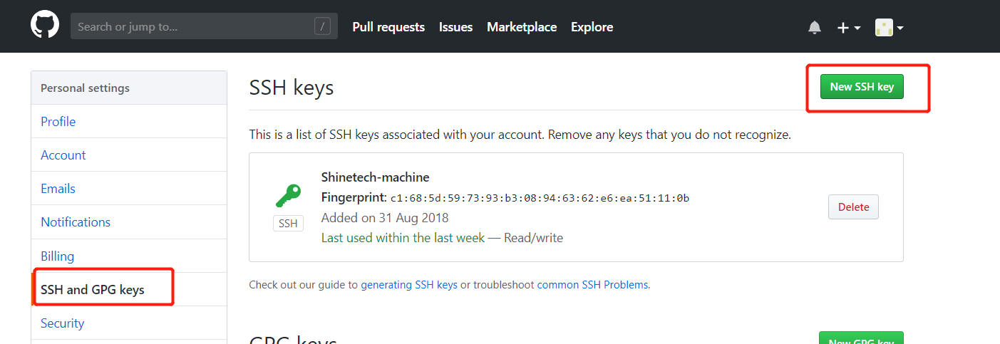 Search or jump to... /
Pull requests Issues Marketplace Explore
Personal settings
Profile
Account
Emails
Notifications
Billing
SSH and GPG keys
Security
SSH keys
New SSH key
This is a list of SSH keys associated with your account. Remove any keys that you do not recognize.
Shinetech-machine
Fingerprint: c1:68:5d:59:73:93:b3:08:94:63:62:e6:ea:51:11:0b
Added on 31 Aug 2018
Last used within the last week — Read/write
SSH
Delete
Check out our guide to generating SSH keys or troubleshoot common SSH Problems.
GPG keys
New GPG key